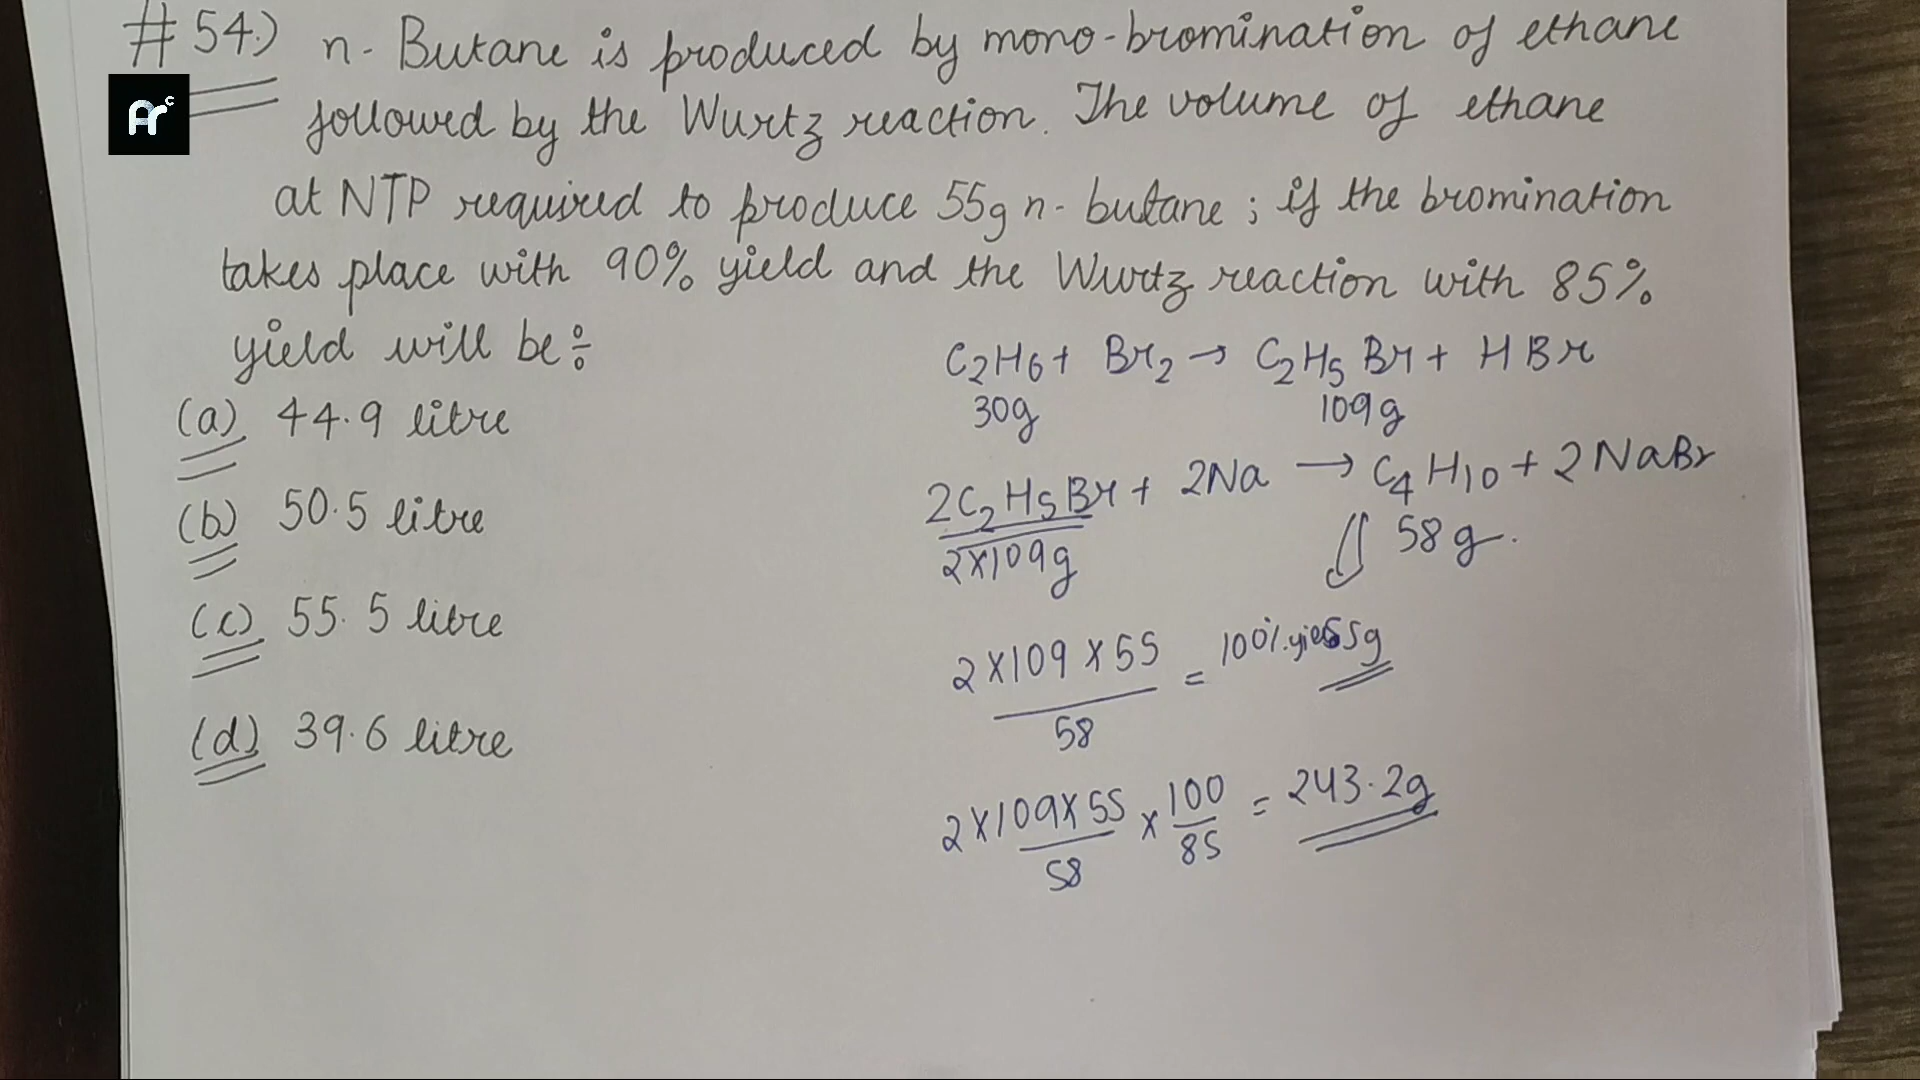 #54.) n-Butane is produced by mono-bromination of ethane
Arc
followed by the Wurtz reaction. The volume of ethane
at NTP required to produce 55g n-butane; if the bromination
takes place with 90% yield and the Wurtz reaction with 85%
yield will be:
(a) 44.9 litre
(b) 50.5 litre
(c) 55.5 litre
(d) 39.6 litre
C2H6 + Br2 → C2H5Br + HBr
30g 109g
2C2H5Br + 2Na → C4H10 + 2NaBr
2×109g 58g.
2×109×55 = 100% 55g
58
2×109×55 × 100 = 243.2g
58 85